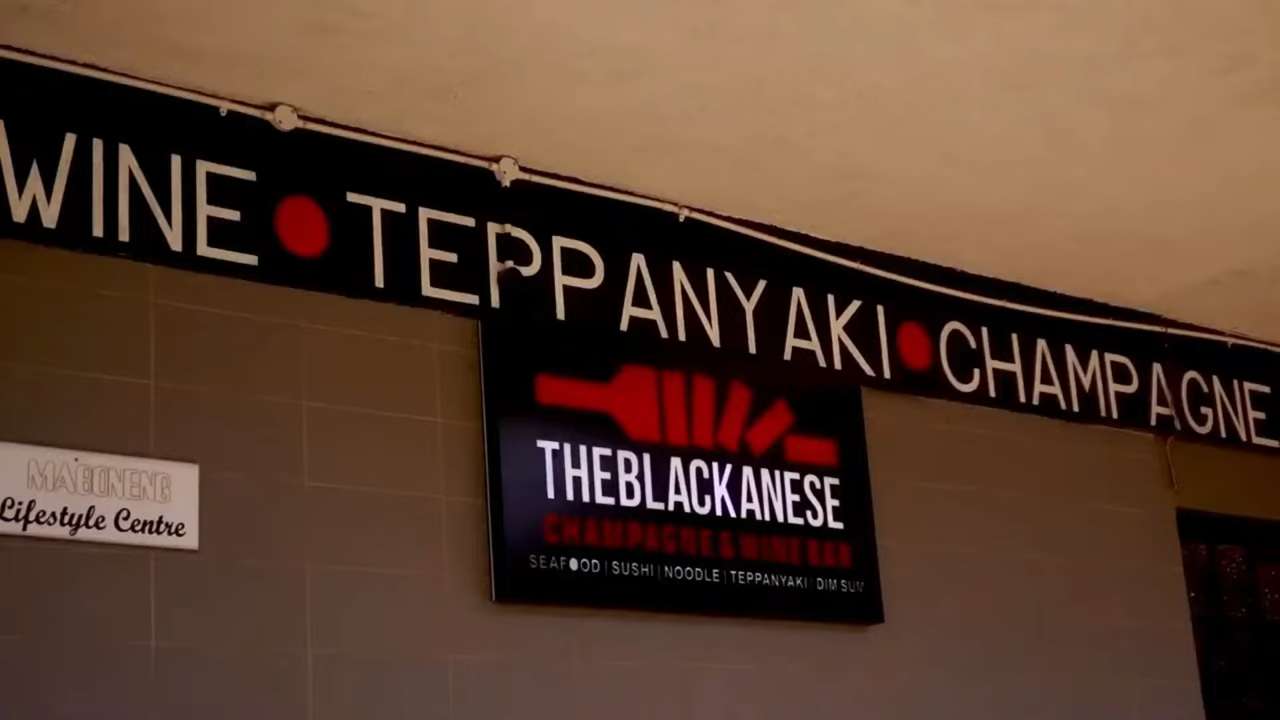 WINE • TEPPANYAKI • CHAMPAGNE
THEBLACKANESE
CHAMPAGNE & WINE BAR
SEAFOOD | SUSHI | NOODLE | TEPPANYAKI | DIM SUM
MABONENG
Lifestyle Centre